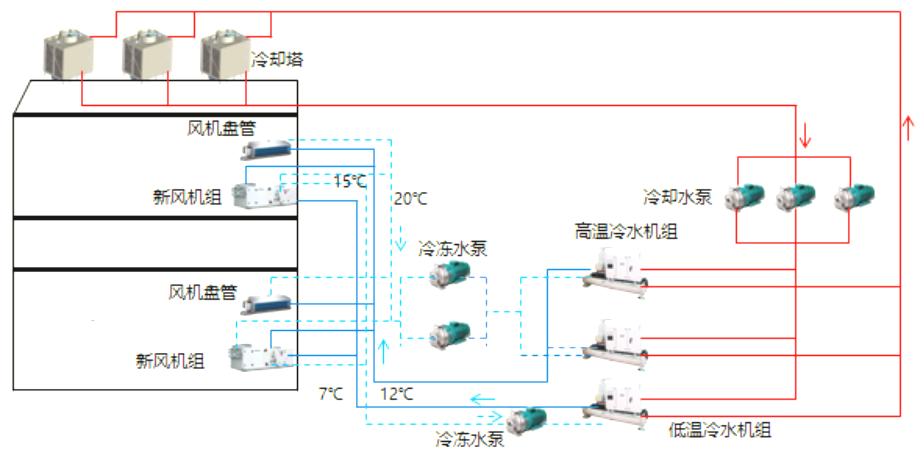 冷却塔
风机盘管
15℃
新风机组
20℃
冷却水泵
高温冷水机组
冷冻水泵
风机盘管
新风机组
7℃
12℃
冷冻水泵
低温冷水机组